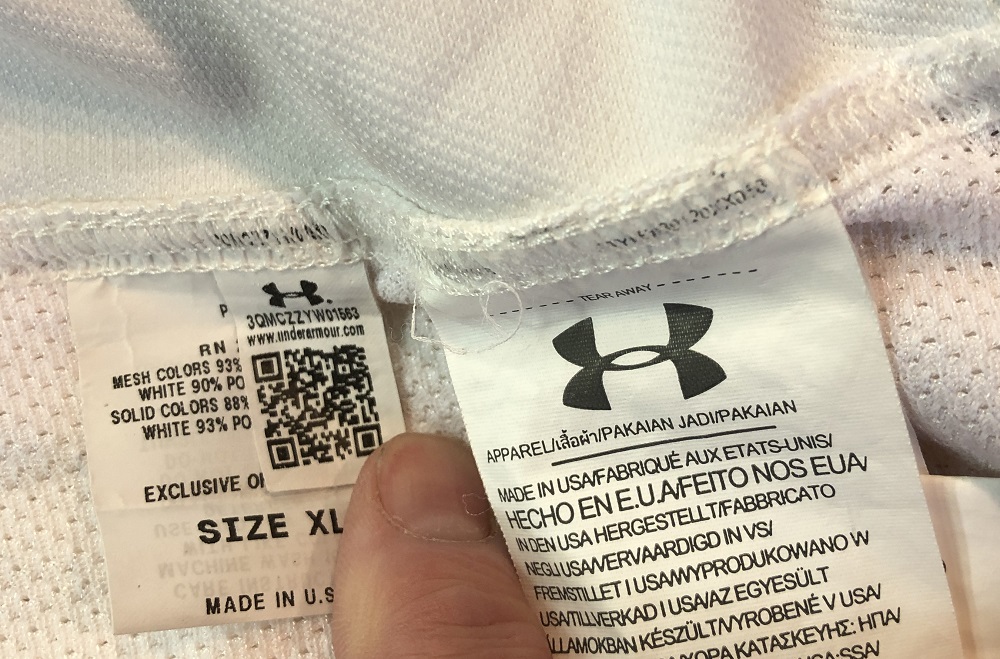 P
3QMCZZYW01563
www.underarmour.com
RN
MESH COLORS 93%
WHITE 90% PO
SOLID COLORS 88%
WHITE 93% PO
EXCLUSIVE O
SIZE XL
MADE IN U.S
TEAR AWAY
APPAREL/เสื้อผ้า/PAKAIAN JADI/PAKAIAN
MADE IN USA/FABRIQUÉ AUX ETATS-UNIS/
HECHO EN E.U.A/FEITO NOS EUA/
IN DEN USA HERGESTELLT/FABBRICATO
NEGLI USA/VERVAARDIGD IN VS/
FREMSTILLET I USA/WYPRODUKOWANO W
USA/TILLVERKAD I USA/AZ EGYESÜLT
ÁLLAMOKBAN KÉSZÜLT/VYROBENÉ V USA/
ΧΩΡΑ ΚΑΤΑΣΚΕΥΗΣ: ΗΠΑ/